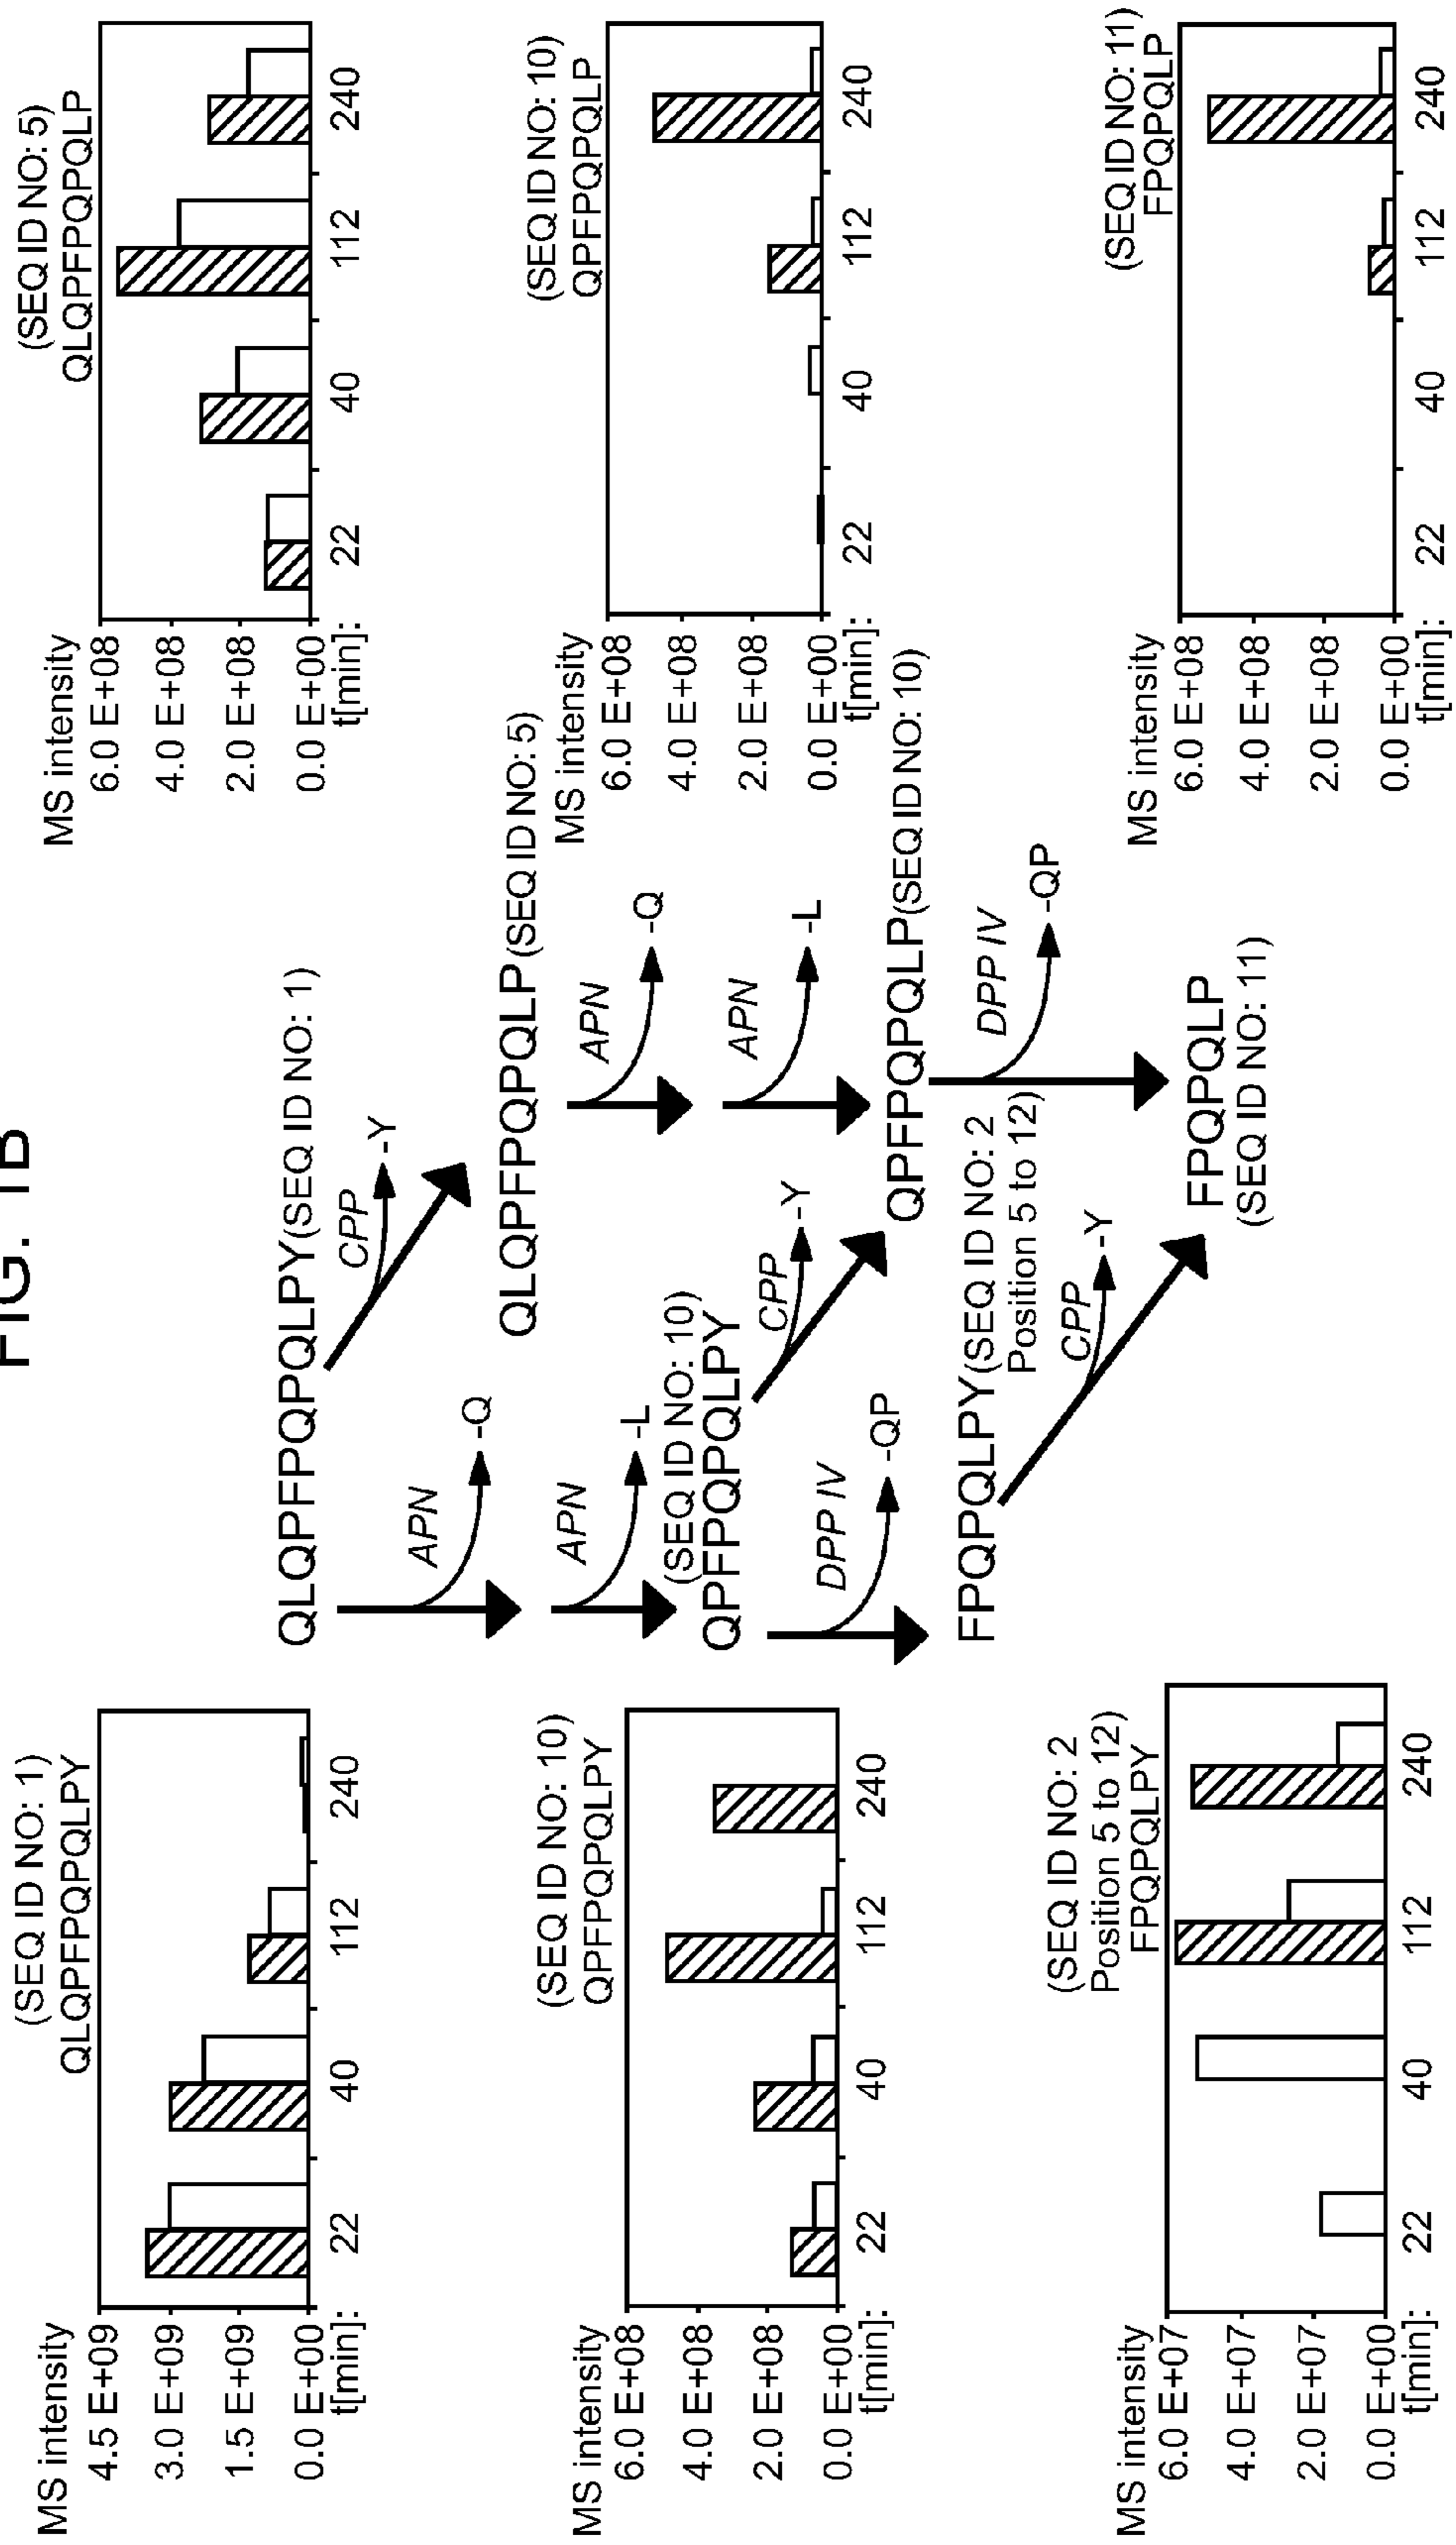 FIG. 1B
(SEQ ID NO: 1)
QLQPFPQPQLPY
MS intensity
4.5 E+09
3.0 E+09
1.5 E+09
0.0 E+00
t[min]:
22
40
112
240
(SEQ ID NO: 10)
QPFPQPQLPY
MS intensity
6.0 E+08
4.0 E+08
2.0 E+08
0.0 E+00
t[min]:
22
40
112
240
(SEQ ID NO: 2
Position 5 to 12)
FPQPQLPY
MS intensity
6.0 E+07
4.0 E+07
2.0 E+07
0.0 E+00
t[min]:
22
40
112
240
QLQPFPQPQLPY(SEQ ID NO: 1)
APN
-Q
CPP
-Y
QLQPFPQPQLP(SEQ ID NO: 5)
APN
-L
APN
-Q
(SEQ ID NO: 10)
QPFPQPQLPY
CPP
-Y
APN
-L
QPFPQPQLP(SEQ ID NO: 10)
DPP IV
-QP
DPP IV
-QP
FPQPQLPY(SEQ ID NO: 2
Position 5 to 12)
CPP
-Y
FPQPQLP
(SEQ ID NO: 11)
(SEQ ID NO: 5)
QLQPFPQPQLP
MS intensity
6.0 E+08
4.0 E+08
2.0 E+08
0.0 E+00
t[min]:
22
40
112
240
(SEQ ID NO: 10)
QPFPQPQLP
MS intensity
6.0 E+08
4.0 E+08
2.0 E+08
0.0 E+00
t[min]:
22
40
112
240
(SEQ ID NO: 11)
FPQPQLP
MS intensity
6.0 E+08
4.0 E+08
2.0 E+08
0.0 E+00
t[min]:
22
40
112
240